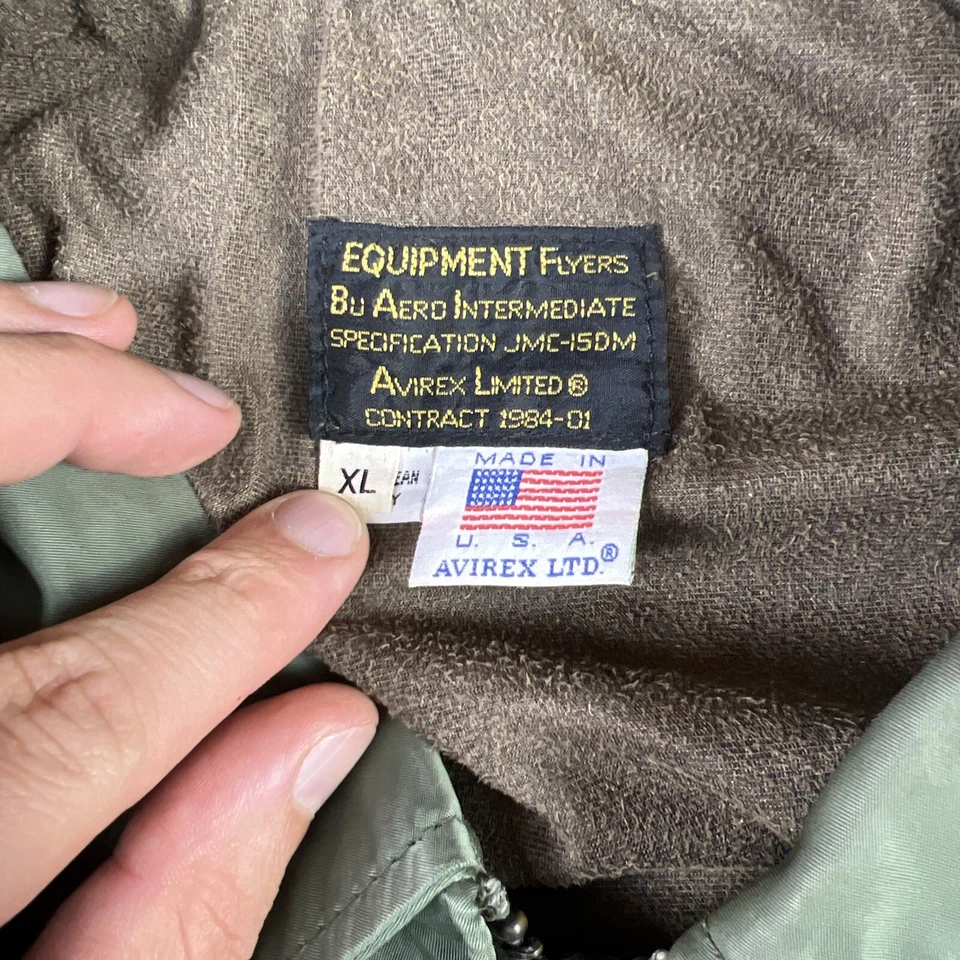 EQUIPMENT FLYERS
BU AERO INTERMEDIATE
SPECIFICATION JMC-15DM
AVIREX LIMITED ®
CONTRACT 1984-01
XL
MADE IN
U. S. A.
AVIREX LTD.®